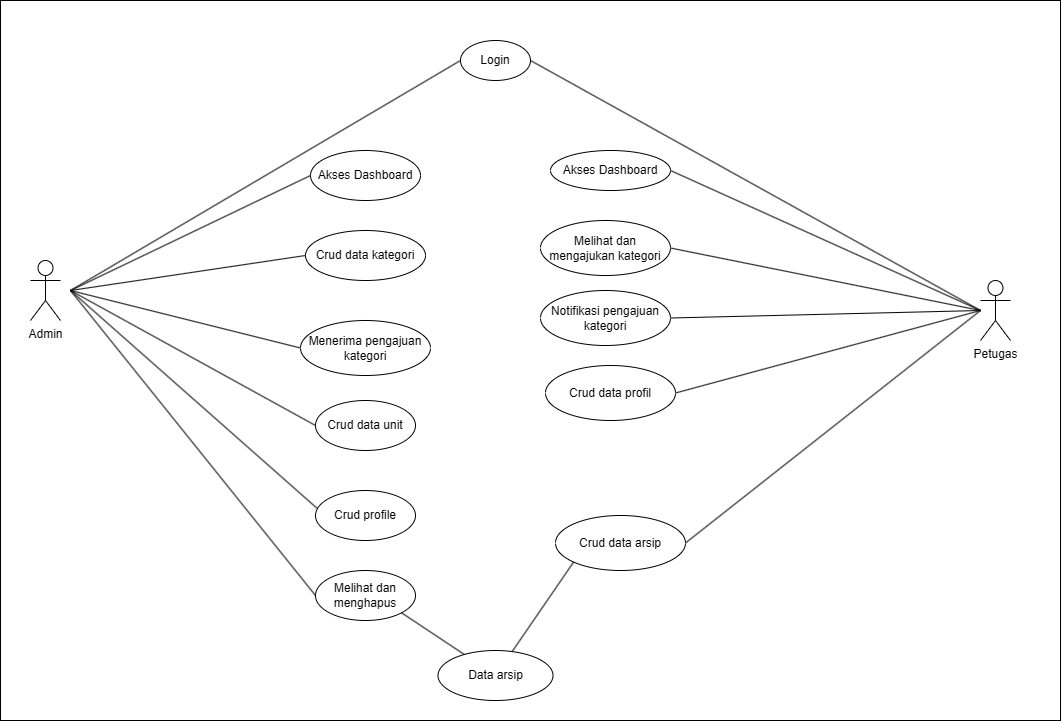 Login
Akses Dashboard
Akses Dashboard
Crud data kategori
Melihat dan
mengajukan kategori
Admin
Notifikasi pengajuan
kategori
Petugas
Menerima pengajuan
kategori
Crud data profil
Crud data unit
Crud profile
Crud data arsip
Melihat dan
menghapus
Data arsip